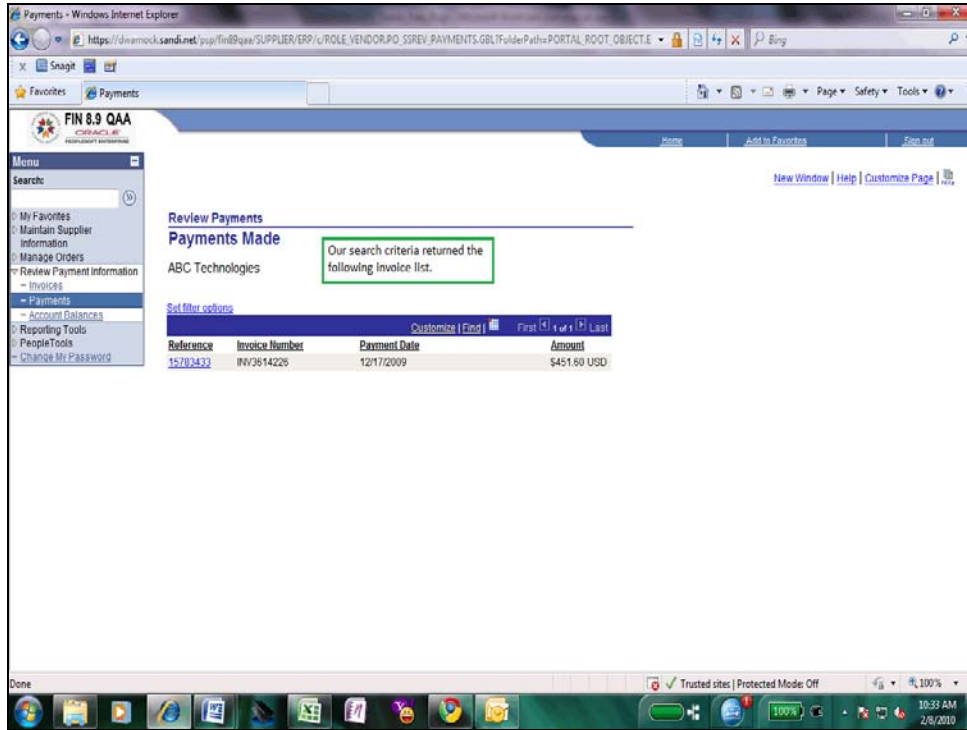 Payments - Windows Internet Explorer
https://dwarnock.sandi.net/psp/fin89qaa/SUPPLIER/ERP/c/ROLE_VENDOR.PO_SSREV_PAYMENTS.GBL?FolderPath=PORTAL_ROOT_OBJECT.E
Bing
x Snagit
Favorites Payments
Page Safety Tools
FIN 8.9 QAA
ORACLE
PEOPLESOFT ENTERPRISE
Home Add to Favorites Sign out
Menu
Search:
New Window | Help | Customize Page |
My Favorites
Maintain Supplier
Information
Manage Orders
Review Payment Information
– Invoices
– Payments
– Account Balances
Reporting Tools
PeopleTools
– Change My Password
Review Payments
Payments Made
Our search criteria returned the
following invoice list.
ABC Technologies
Set filter options
Customize | Find | First 1 of 1 Last
Reference Invoice Number Payment Date Amount
15783433 INV3614226 12/17/2009 $451.60 USD
Done
Trusted sites | Protected Mode: Off 100%
100%
10:33 AM
2/8/2010